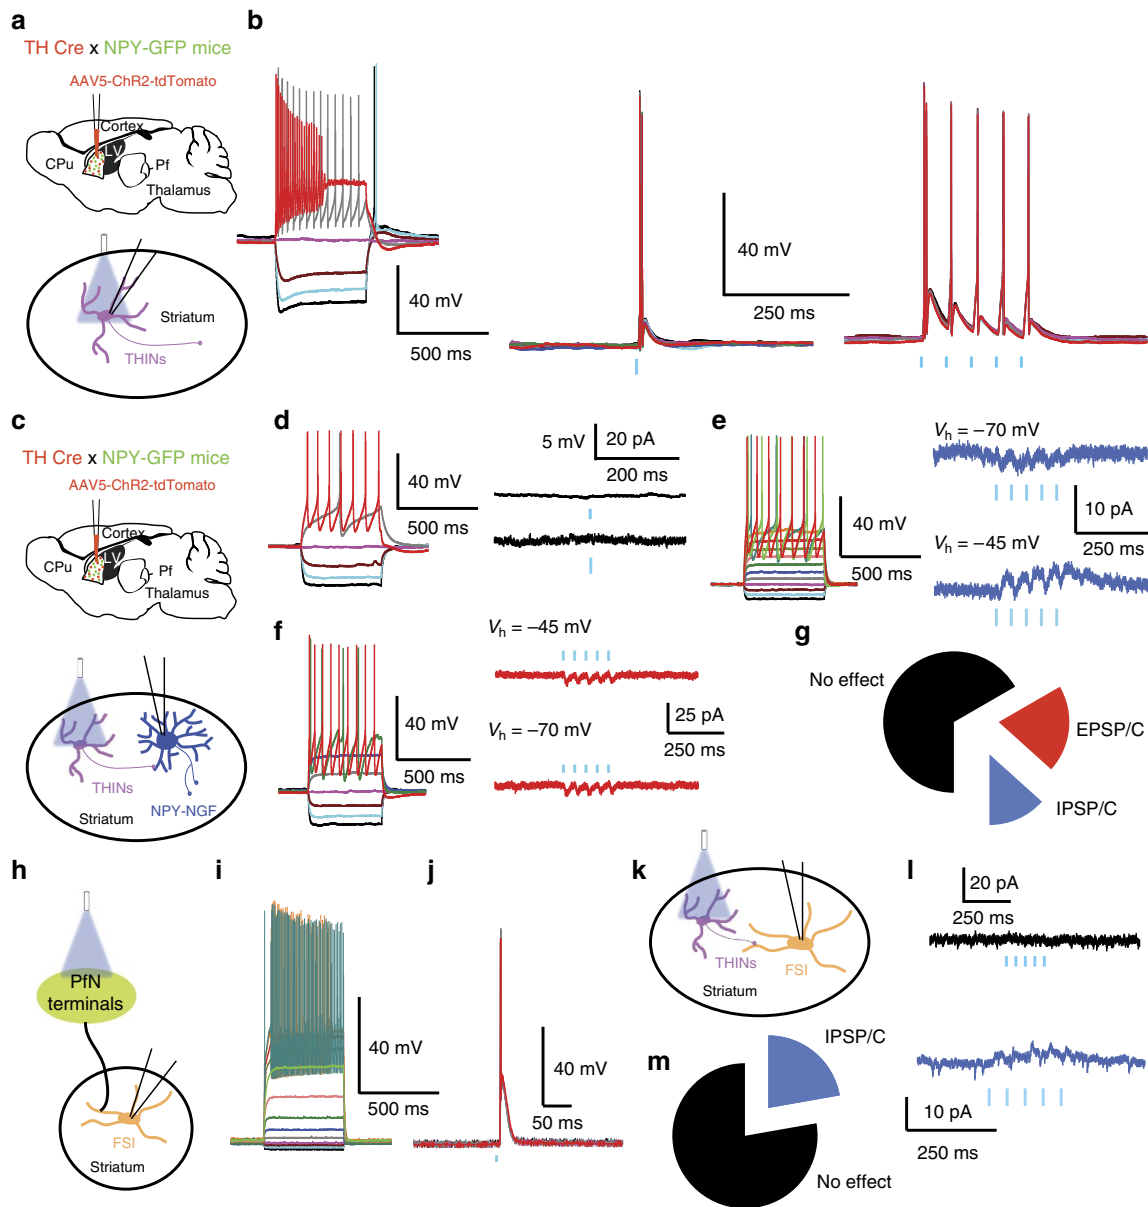 a
TH Cre x NPY-GFP mice
AAV5-ChR2-tdTomato
Cortex
CPu
LV
Pf
Thalamus
Striatum
THINs
b
40 mV
500 ms
40 mV
250 ms
c
TH Cre x NPY-GFP mice
AAV5-ChR2-tdTomato
Cortex
CPu
LV
Pf
Thalamus
THINs
NPY-NGF
Striatum
d
40 mV
500 ms
5 mV
20 pA
200 ms
e
40 mV
500 ms
Vh = −70 mV
10 pA
250 ms
Vh = −45 mV
f
40 mV
500 ms
Vh = −45 mV
Vh = −70 mV
25 pA
250 ms
g
No effect
EPSP/C
IPSP/C
h
PfN
terminals
FSI
Striatum
i
40 mV
500 ms
j
40 mV
50 ms
k
THINs
FSI
Striatum
l
20 pA
250 ms
10 pA
250 ms
m
IPSP/C
No effect